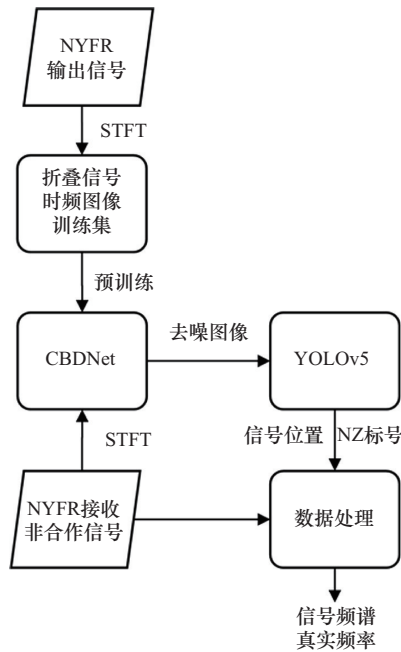 NYFR
输出信号
STFT
折叠信号
时频图像
训练集
预训练
去噪图像
CBDNet
YOLOv5
STFT
信号位置 NZ标号
NYFR接收
非合作信号
数据处理
信号频谱
真实频率